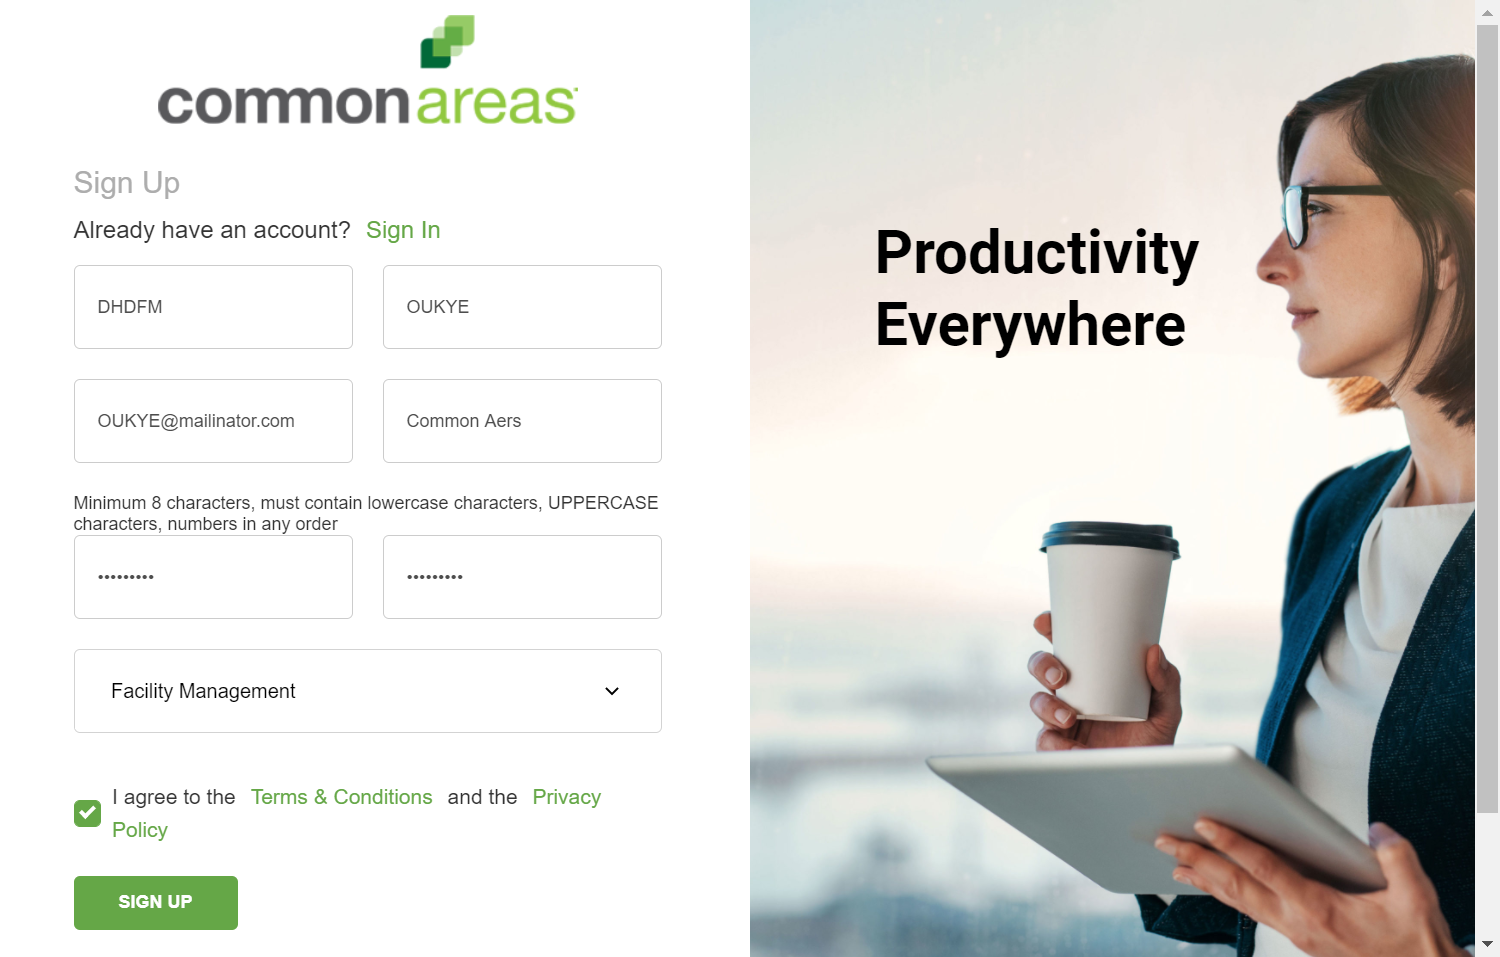 commonareas
Sign Up
Already have an account? Sign In
DHDFM
OUKYE
OUKYE@mailinator.com
Common Aers
Minimum 8 characters, must contain lowercase characters, UPPERCASE
characters, numbers in any order
•••••••••
•••••••••
Facility Management
I agree to the Terms & Conditions and the Privacy
Policy
SIGN UP
Productivity
Everywhere